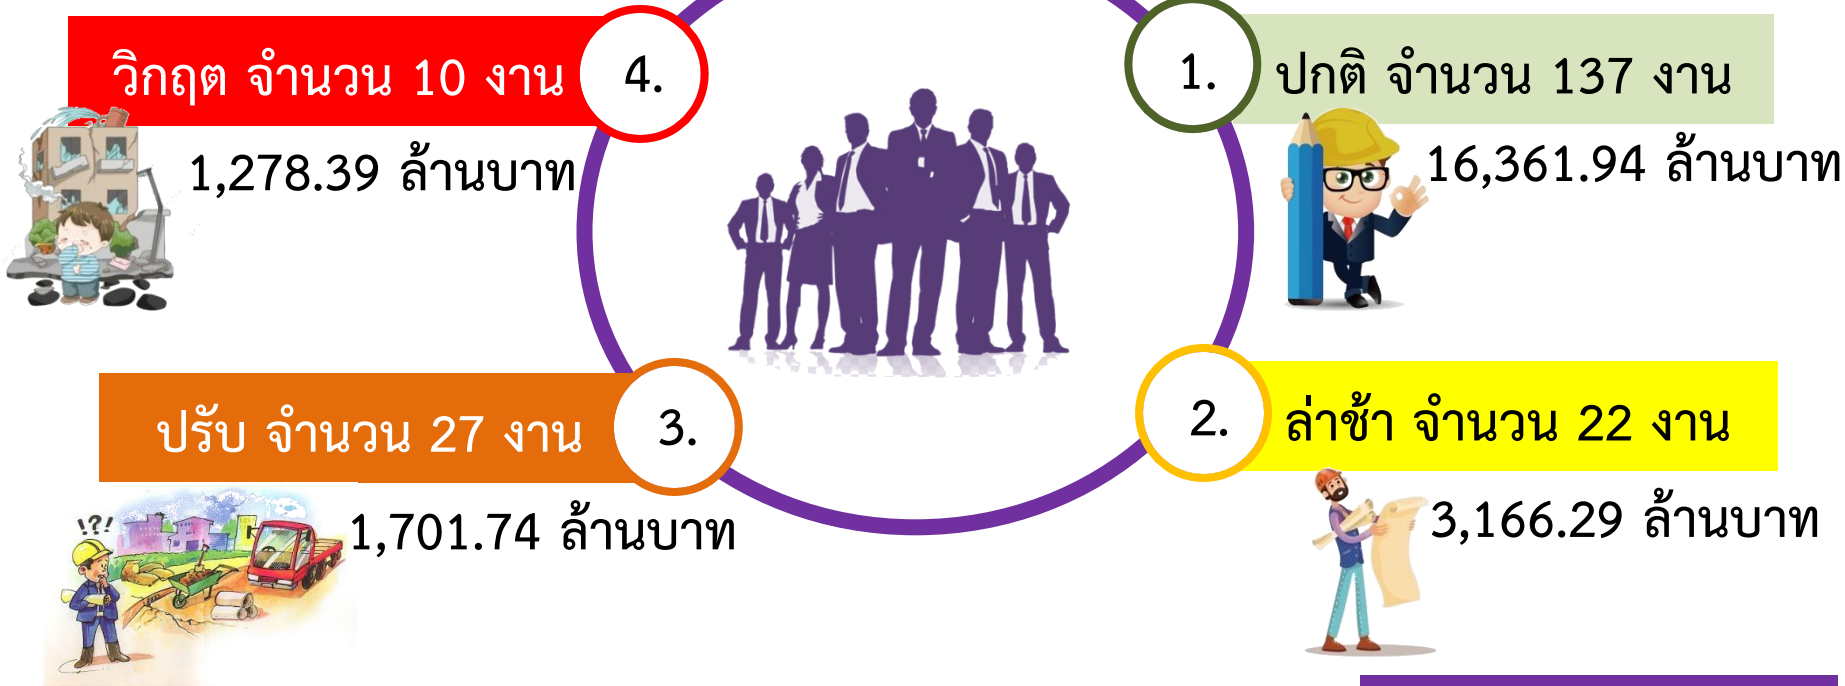 1.
ปกติ จำนวน 137 งาน
16,361.94 ล้านบาท
2.
ล่าช้า จำนวน 22 งาน
3,166.29 ล้านบาท
3.
ปรับ จำนวน 27 งาน
1,701.74 ล้านบาท
!?!
4.
วิกฤต จำนวน 10 งาน
1,278.39 ล้านบาท